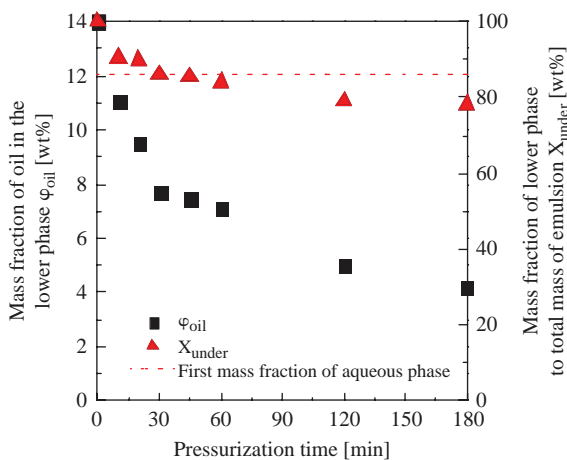 Mass fraction of oil in the
lower phase φoil [wt%]
14
12
10
8
6
4
2
0
φoil
Xunder
First mass fraction of aqueous phase
0 30 60 90 120 150 180
Pressurization time [min]
100
80
60
40
20
0
Mass fraction of lower phase
to total mass of emulsion Xunder [wt%]